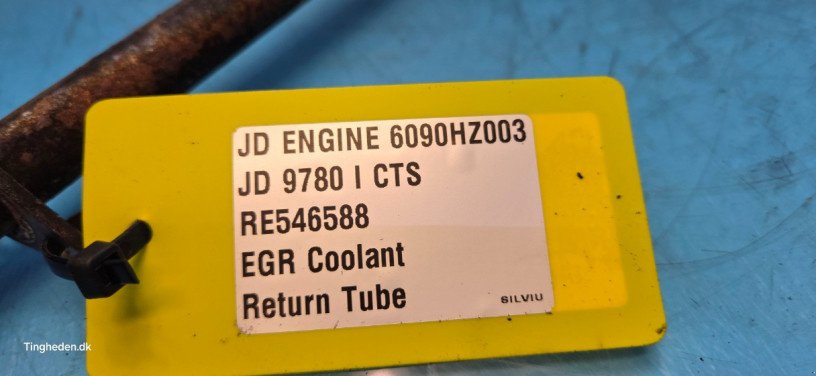 JD ENGINE 6090HZ003
JD 9780 I CTS
RE546588
EGR Coolant
Return Tube
SILVIU
Tingheden.dk